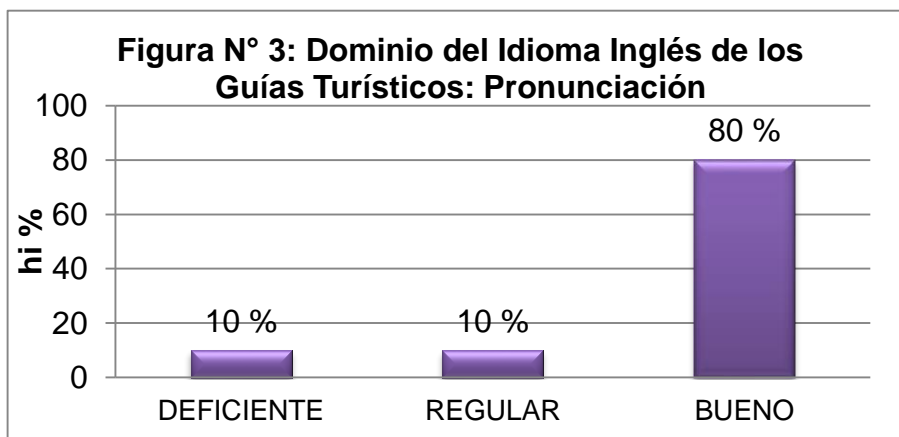 Figura N° 3: Dominio del Idioma Inglés de los
Guías Turísticos: Pronunciación
100
80
60
40
20
0
hi %
10 %
10 %
80 %
DEFICIENTE
REGULAR
BUENO